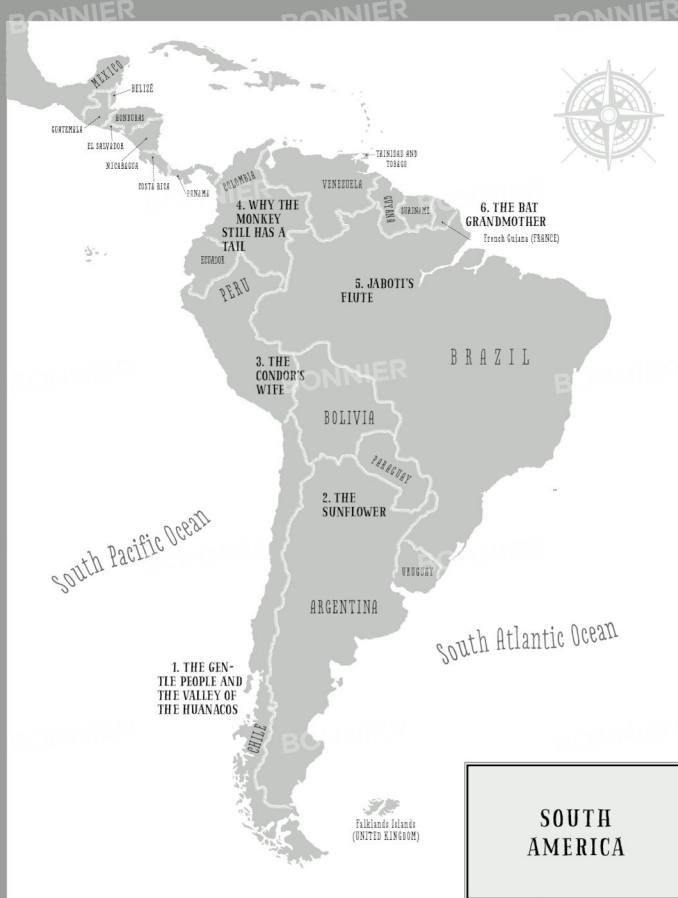 BONNIER
BONNIER
BONNIER
MEXICO
BELIZE
HONDURAS
GUATEMALA
EL SALVADOR
NICARAGUA
COSTA RICA
PANAMA
TRINIDAD AND
TOBAGO
COLOMBIA
VENEZUELA
GUYANA
SURINAME
6. THE BAT
GRANDMOTHER
French Guiana (FRANCE)
4. WHY THE
MONKEY
STILL HAS A
TAIL
ECUADOR
PERU
5. JABOTI'S
FLUTE
BRAZIL
3. THE
CONDOR'S
WIFE
BONNIER
BOLIVIA
PARAGUAY
2. THE
SUNFLOWER
South Pacific Ocean
URUGUAY
ARGENTINA
South Atlantic Ocean
1. THE GEN-
TLE PEOPLE AND
THE VALLEY OF
THE HUANACOS
CHILE
Falklands Islands
(UNITED KINGDOM)
SOUTH
AMERICA